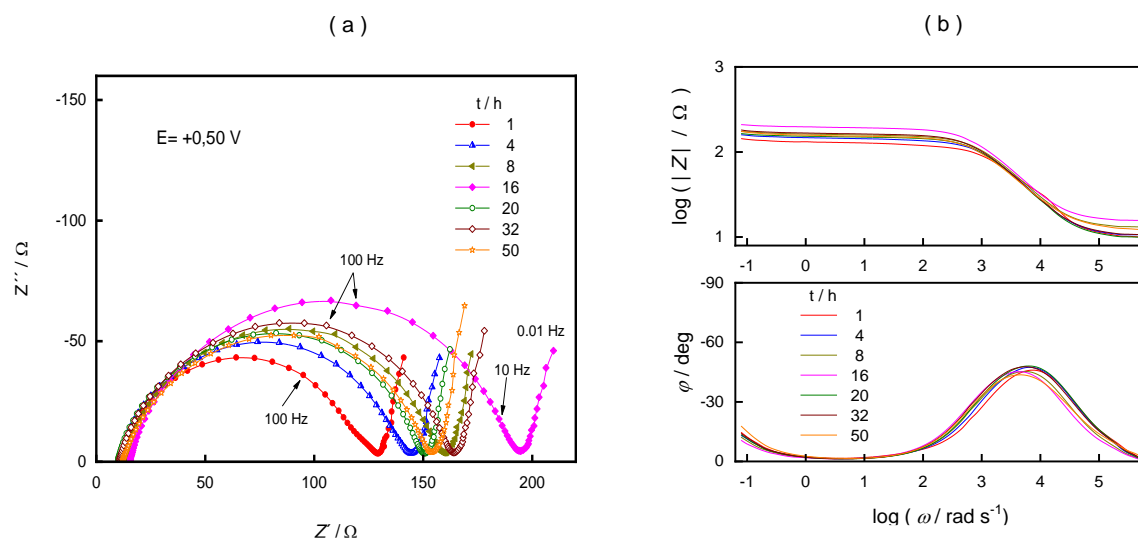 ( a )
-150
-100
-50
0
0
50
100
150
200
Z´´ / Ω
Z´ / Ω
E= +0,50 V
t / h
1
4
8
16
20
32
50
100 Hz
100 Hz
10 Hz
0.01 Hz
( b )
3
2
1
log ( | Z | / Ω )
-1 0 1 2 3 4 5
-90
-60
-30
0
φ / deg
t / h
1
4
8
16
20
32
50
-1 0 1 2 3 4 5
log ( ω / rad s⁻¹)